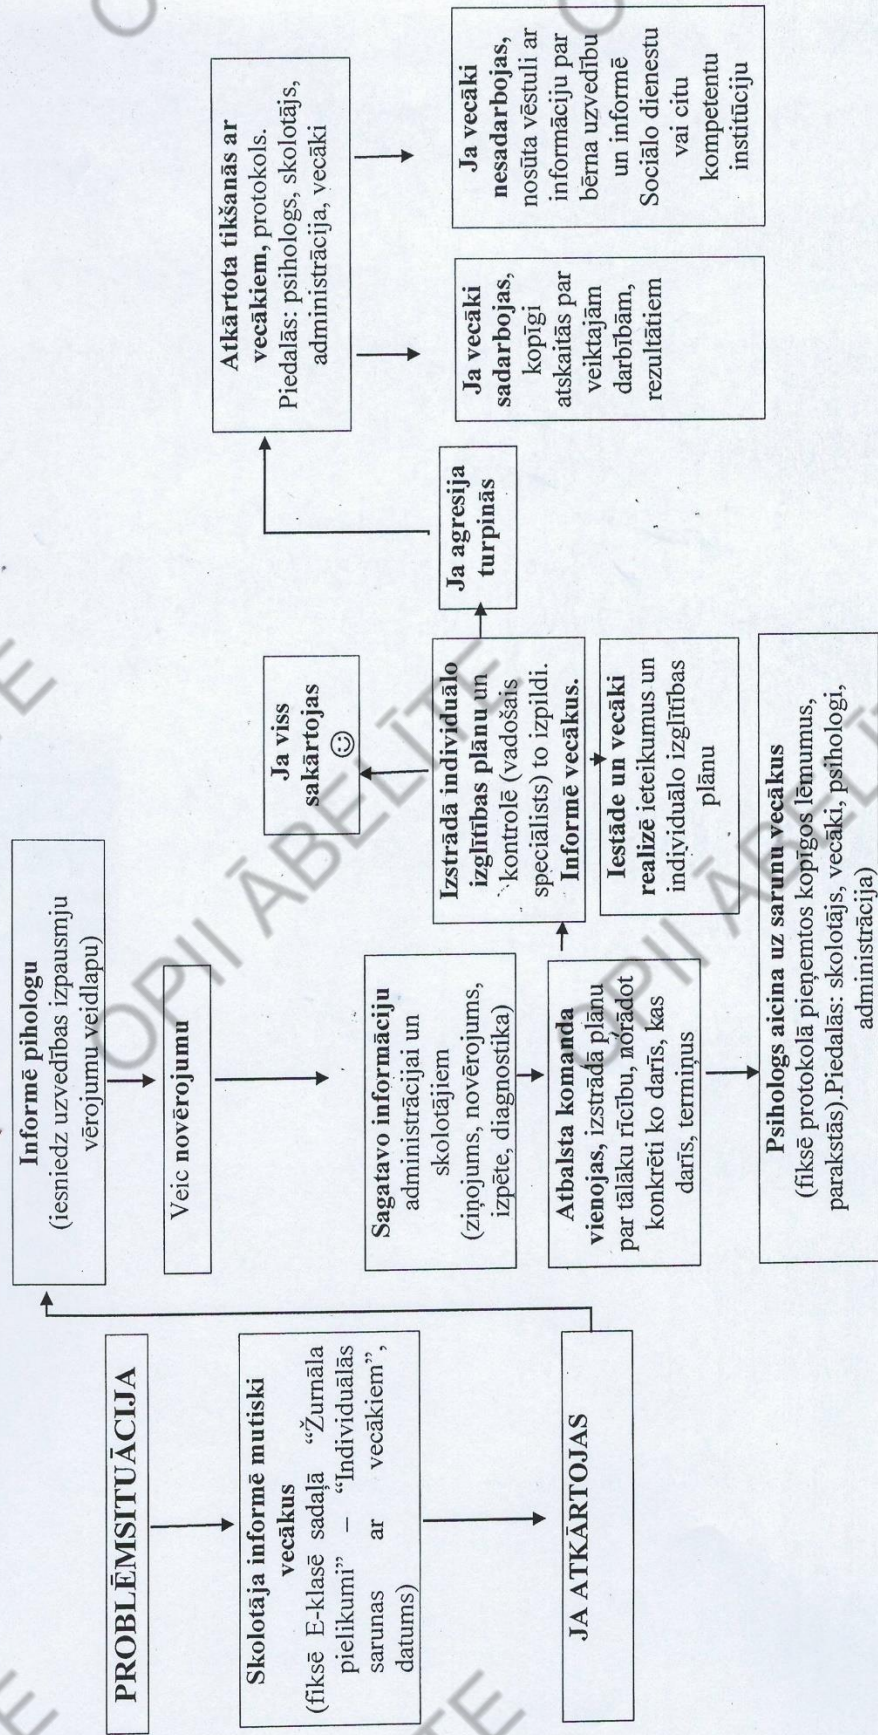 PROBLĒMSITUĀCIJA
Skolotāja informē mutiski
vecākus
(fiksē E-klasē sadaļā “Žurnāla
pielikumi” – “Individuālās
sarunas ar vecākiem”,
datums)
JA ATKĀRTOJAS
Informē pihologu
(iesniedz uzvedības izpausmju
vērojumu veidlapu)
Veic novērojumu
Sagatavo informāciju
administrācijai un
skolotājiem
(ziņojums, novērojums,
izpēte, diagnostika)
Atbalsta komanda
vienojas, izstrādā plānu
par tālāku rīcību, norādot
konkrēti ko darīs, kas
darīs, termiņus
Psihologs aicina uz sarunu vecākus
(fiksē protokolā pieņemtos kopīgos lēmumus,
parakstās).Piedalās: skolotājs, vecāki, psihologi,
administrācija)
Ja viss
sakārtojas
☺
Izstrādā individuālo
izglītības plānu un
kontrolē (vadošais
speciālists) to izpildi.
Informē vecākus.
Iestāde un vecāki
realizē ieteikumus un
individuālo izglītības
plānu
Ja agresija
turpinās
Atkārtota tikšanās ar
vecākiem, protokols.
Piedalās: psihologs, skolotājs,
administrācija, vecāki
Ja vecāki
sadarbojas,
kopīgi
atskaitās par
veiktajām
darbībām,
rezultātiem
Ja vecāki
nesadarbojas,
nosūta vēstuli ar
informāciju par
bērna uzvedību
un informē
Sociālo dienestu
vai citu
kompetentu
institūciju
OPII ĀBELĪTE
OPII ĀBELĪTE